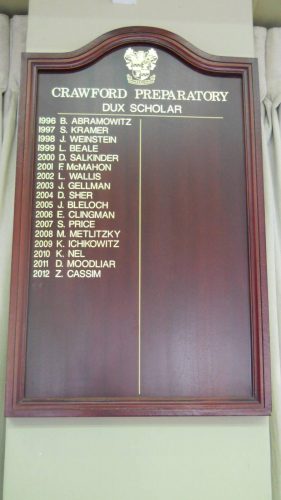 CRAWFORD PREPARATORY
DUX SCHOLAR
1996 B. ABRAMOWITZ
1997 S. KRAMER
1998 J. WEINSTEIN
1999 L. BEALE
2000 D. SALKINDER
2001 F. McMAHON
2002 L. WALLIS
2003 J. GELLMAN
2004 D. SHER
2005 J. BLELOCH
2006 E. CLINGMAN
2007 S. PRICE
2008 M. METLITZKY
2009 K. ICHIKOWITZ
2010 K. NEL
2011 D. MOODLIAR
2012 Z. CASSIM